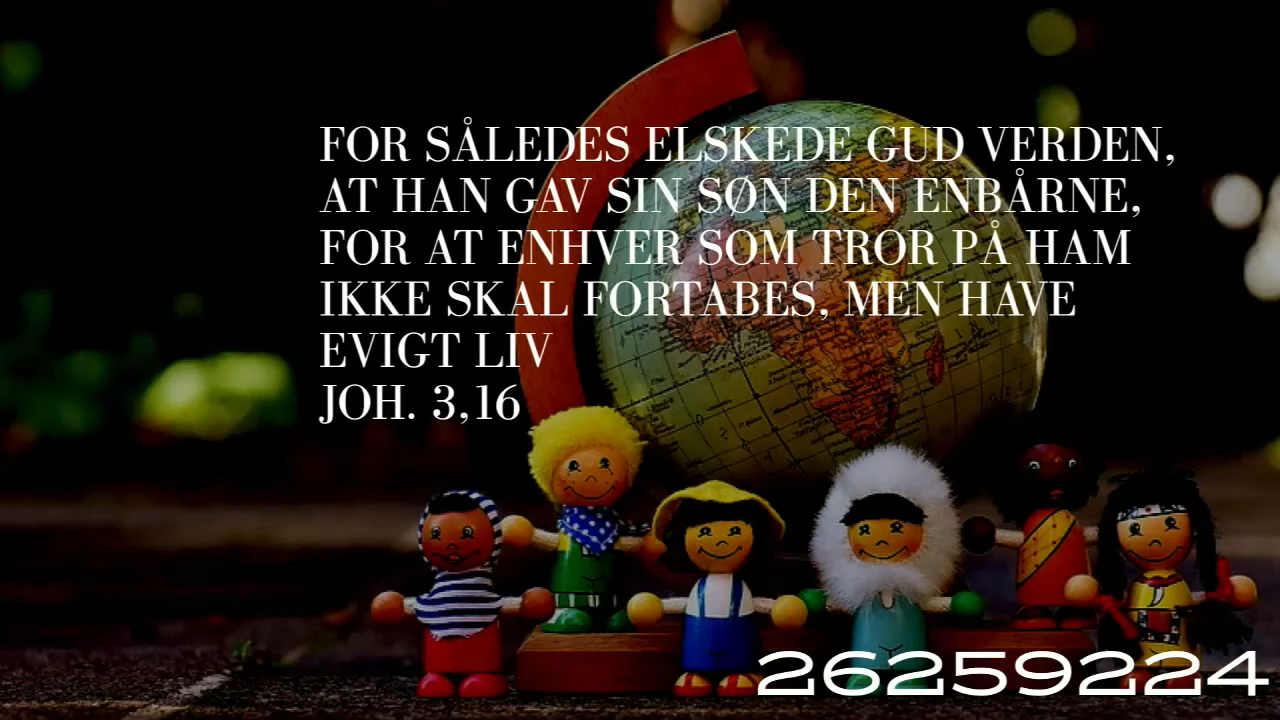 FOR SÅLEDES ELSKEDE GUD VERDEN,
AT HAN GAV SIN SØN DEN ENBÅRNE,
FOR AT ENHVER SOM TROR PÅ HAM
IKKE SKAL FORTABES, MEN HAVE
EVIGT LIV
JOH. 3,16
26259224